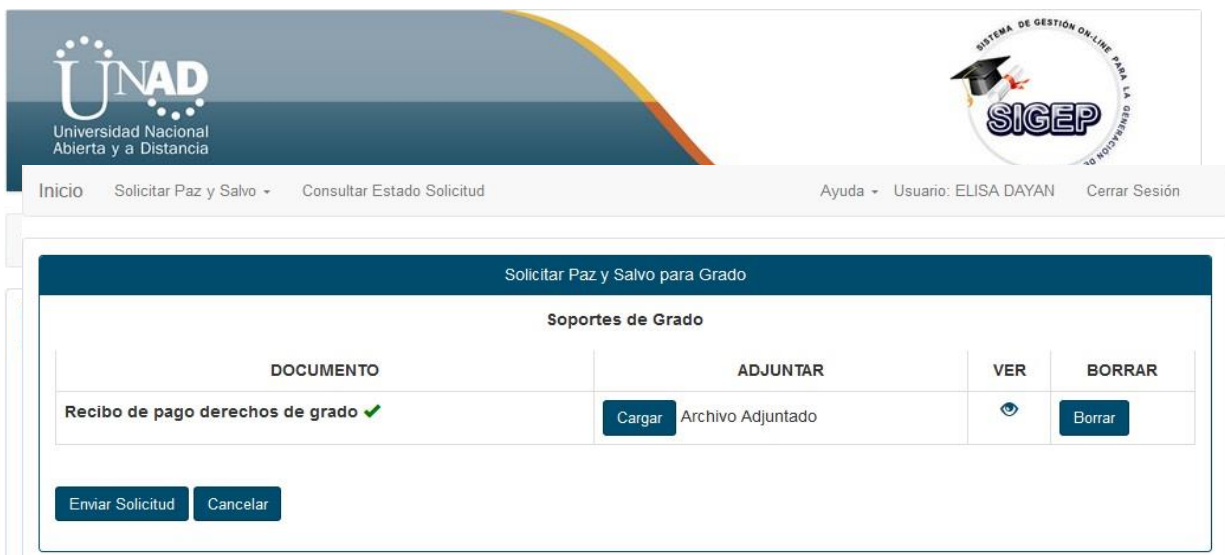 UNAD
Universidad Nacional
Abierta y a Distancia
SISTEMA DE GESTIÓN ON-LINE PARA LA GENERACIÓN
SIGEP
Inicio Solicitar Paz y Salvo Consultar Estado Solicitud Ayuda Usuario: ELISA DAYAN Cerrar Sesión
Solicitar Paz y Salvo para Grado
Soportes de Grado
DOCUMENTO ADJUNTAR VER BORRAR
Recibo de pago derechos de grado Cargar Archivo Adjuntado Borrar
Enviar Solicitud Cancelar